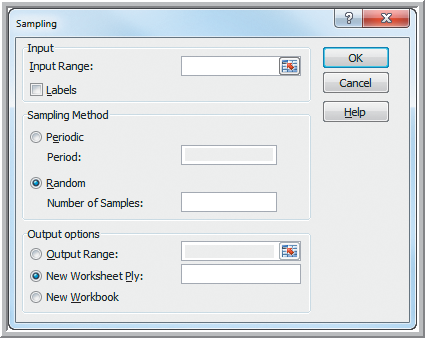 Sampling
?
Input
Input Range:
Labels
OK
Cancel
Help
Sampling Method
Periodic
Period:
Random
Number of Samples:
Output options
Output Range:
New Worksheet Ply:
New Workbook